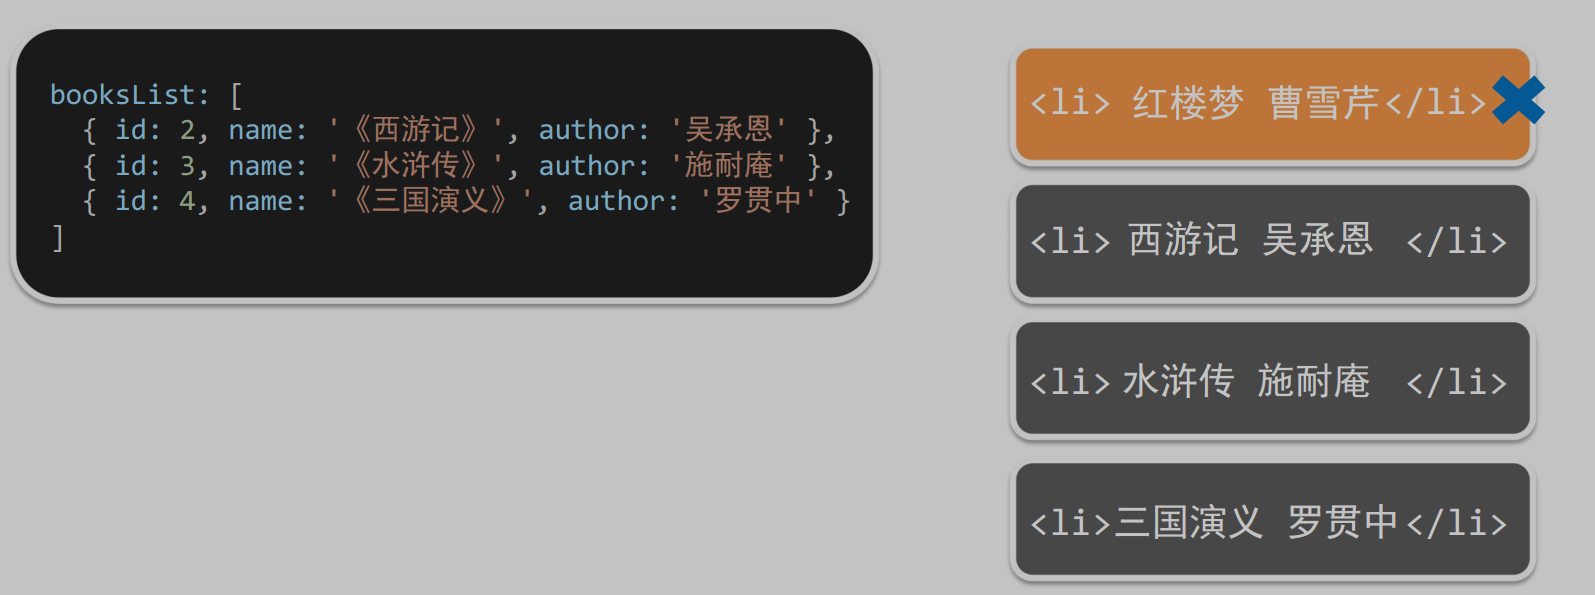 booksList: [
{ id: 2, name: '《西游记》', author: '吴承恩' },
{ id: 3, name: '《水浒传》', author: '施耐庵' },
{ id: 4, name: '《三国演义》', author: '罗贯中' }
]
<li> 红楼梦 曹雪芹</li>
<li> 西游记 吴承恩 </li>
<li> 水浒传 施耐庵 </li>
<li>三国演义 罗贯中</li>